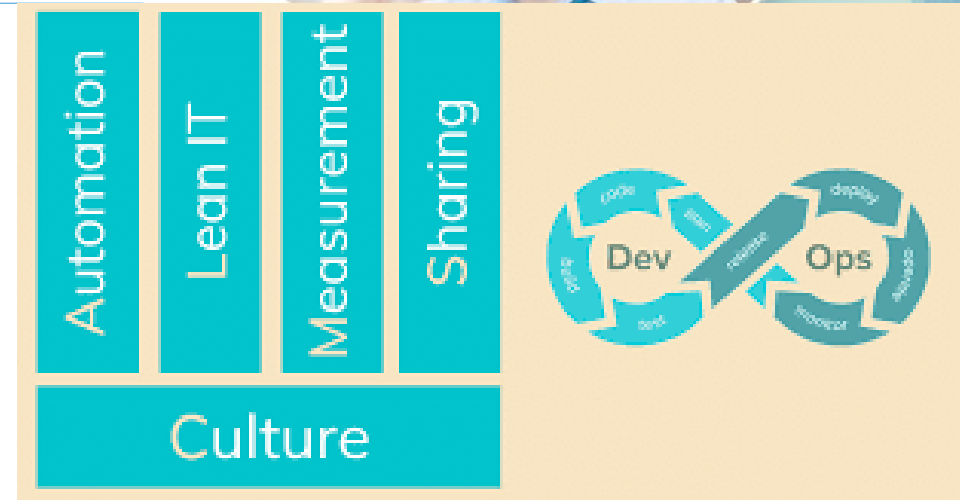 Automation
Lean IT
Measurement
Sharing
Culture
Dev
Ops
code
plan
build
test
release
deploy
operate
monitor